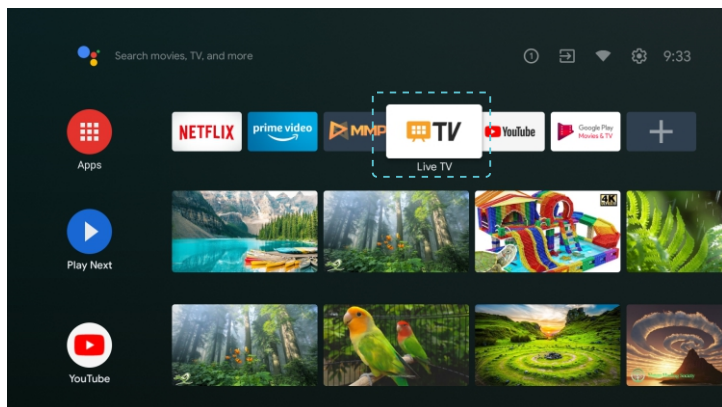 Search movies, TV, and more
1
9:33
NETFLIX
prime video
MMP
TV
YouTube
Google Play
Movies & TV
Apps
Live TV
4K
Play Next
YouTube